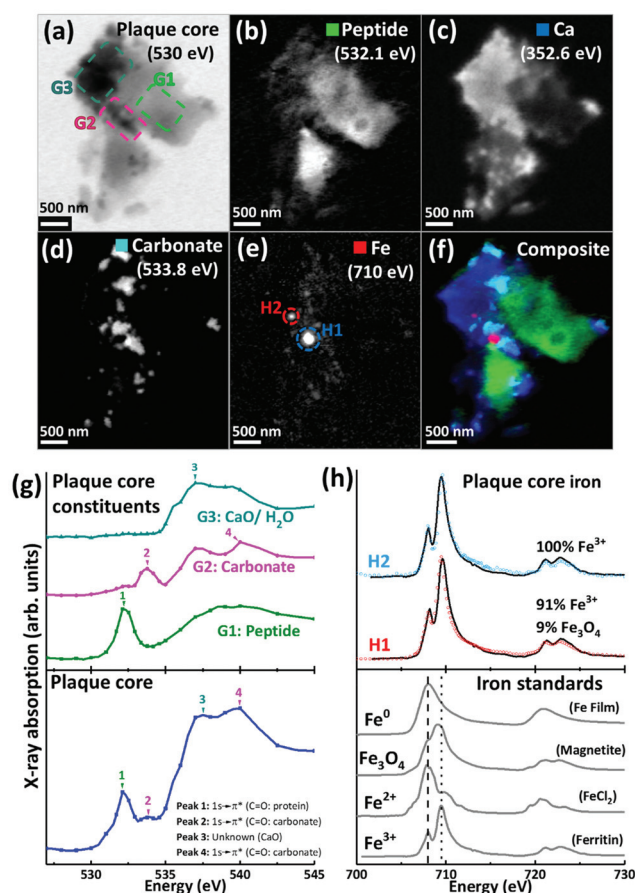 (a) Plaque core
(530 eV)
G3
G1
G2
500 nm
(b) Peptide
(532.1 eV)
500 nm
(c) Ca
(352.6 eV)
500 nm
(d) Carbonate
(533.8 eV)
500 nm
(e) Fe
(710 eV)
H2
H1
500 nm
(f) Composite
500 nm
(g) Plaque core
constituents
3
G3: CaO/ H₂O
2
4
G2: Carbonate
1
G1: Peptide
X-ray absorption (arb. units)
Plaque core
3
4
1
2
Peak 1: 1s→π* (C=O: protein)
Peak 2: 1s→π* (C=O: carbonate)
Peak 3: Unknown (CaO)
Peak 4: 1s→π* (C=O: carbonate)
530 535 540 545
Energy (eV)
(h) Plaque core iron
H2
100% Fe³⁺
H1
91% Fe³⁺
9% Fe₃O₄
Iron standards
Fe⁰ (Fe Film)
Fe₃O₄ (Magnetite)
Fe²⁺ (FeCl₂)
Fe³⁺ (Ferritin)
700 710 720 730
Energy (eV)